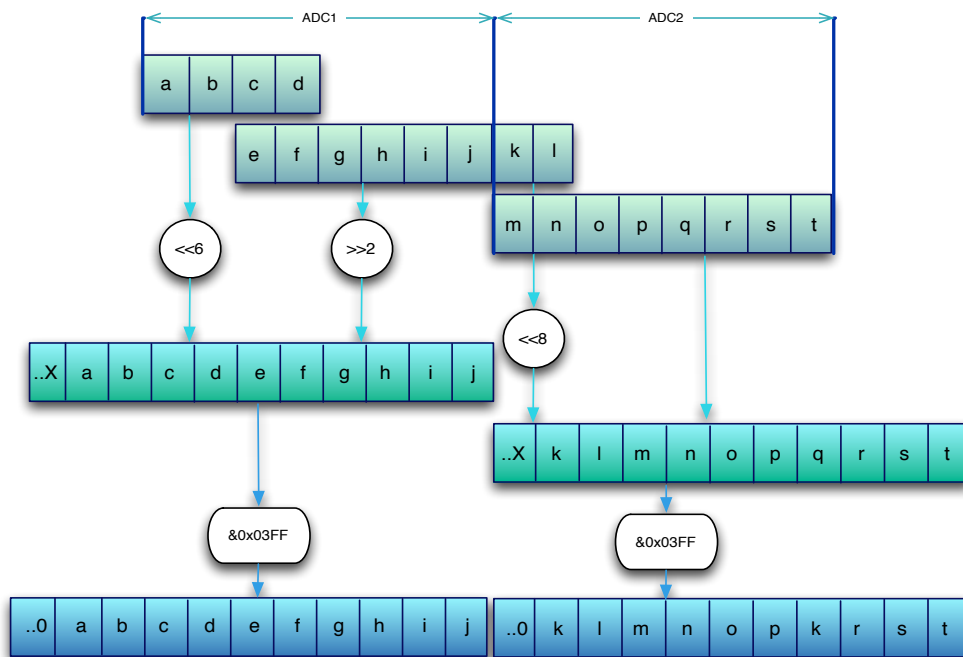 ADC1 ADC2
a b c d
e f g h i j k l
m n o p q r s t
<<6 >>2
<<8
..X a b c d e f g h i j
..X k l m n o p q r s t
&0x03FF &0x03FF
..0 a b c d e f g h i j ..0 k l m n o p k r s t